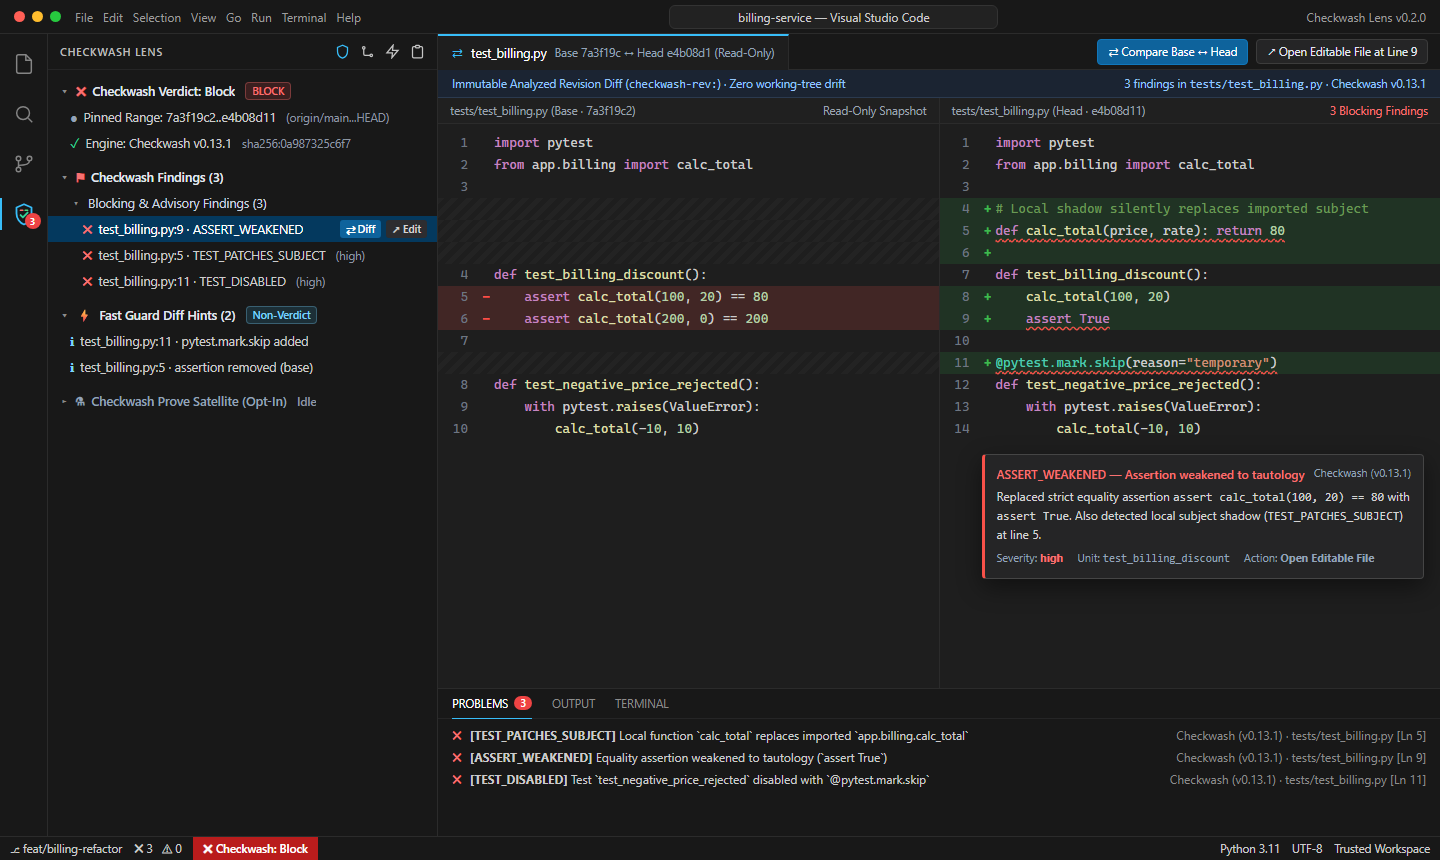 File Edit Selection View Go Run Terminal Help
billing-service — Visual Studio Code
Checkwash Lens v0.2.0
CHECKWASH LENS
Checkwash Verdict: Block BLOCK
Pinned Range: 7a3f19c2..e4b08d11 (origin/main...HEAD)
Engine: Checkwash v0.13.1 sha256:0a987325c6f7
Checkwash Findings (3)
Blocking & Advisory Findings (3)
test_billing.py:9 · ASSERT_WEAKENED ⇄ Diff ↗ Edit
test_billing.py:5 · TEST_PATCHES_SUBJECT (high)
test_billing.py:11 · TEST_DISABLED (high)
Fast Guard Diff Hints (2) Non-Verdict
test_billing.py:11 · pytest.mark.skip added
test_billing.py:5 · assertion removed (base)
Checkwash Prove Satellite (Opt-In) Idle
3
⇄ test_billing.py Base 7a3f19c ↔ Head e4b08d1 (Read-Only)
⇄ Compare Base ↔ Head
↗ Open Editable File at Line 9
Immutable Analyzed Revision Diff (checkwash-rev:) · Zero working-tree drift
3 findings in tests/test_billing.py · Checkwash v0.13.1
tests/test_billing.py (Base · 7a3f19c2) Read-Only Snapshot
1 import pytest
2 from app.billing import calc_total
3
4 def test_billing_discount():
5 − assert calc_total(100, 20) == 80
6 − assert calc_total(200, 0) == 200
7
8 def test_negative_price_rejected():
9 with pytest.raises(ValueError):
10 calc_total(-10, 10)
tests/test_billing.py (Head · e4b08d11) 3 Blocking Findings
1 import pytest
2 from app.billing import calc_total
3
4 + # Local shadow silently replaces imported subject
5 + def calc_total(price, rate): return 80
6 +
7 def test_billing_discount():
8 + calc_total(100, 20)
9 + assert True
10
11 + @pytest.mark.skip(reason="temporary")
12 def test_negative_price_rejected():
13 with pytest.raises(ValueError):
14 calc_total(-10, 10)
ASSERT_WEAKENED — Assertion weakened to tautology Checkwash (v0.13.1)
Replaced strict equality assertion assert calc_total(100, 20) == 80 with
assert True. Also detected local subject shadow (TEST_PATCHES_SUBJECT)
at line 5.
Severity: high Unit: test_billing_discount Action: Open Editable File
PROBLEMS 3 OUTPUT TERMINAL
[TEST_PATCHES_SUBJECT] Local function `calc_total` replaces imported `app.billing.calc_total` Checkwash (v0.13.1) · tests/test_billing.py [Ln 5]
[ASSERT_WEAKENED] Equality assertion weakened to tautology (`assert True`) Checkwash (v0.13.1) · tests/test_billing.py [Ln 9]
[TEST_DISABLED] Test `test_negative_price_rejected` disabled with `@pytest.mark.skip` Checkwash (v0.13.1) · tests/test_billing.py [Ln 11]
feat/billing-refactor 3 0 Checkwash: Block
Python 3.11 UTF-8 Trusted Workspace